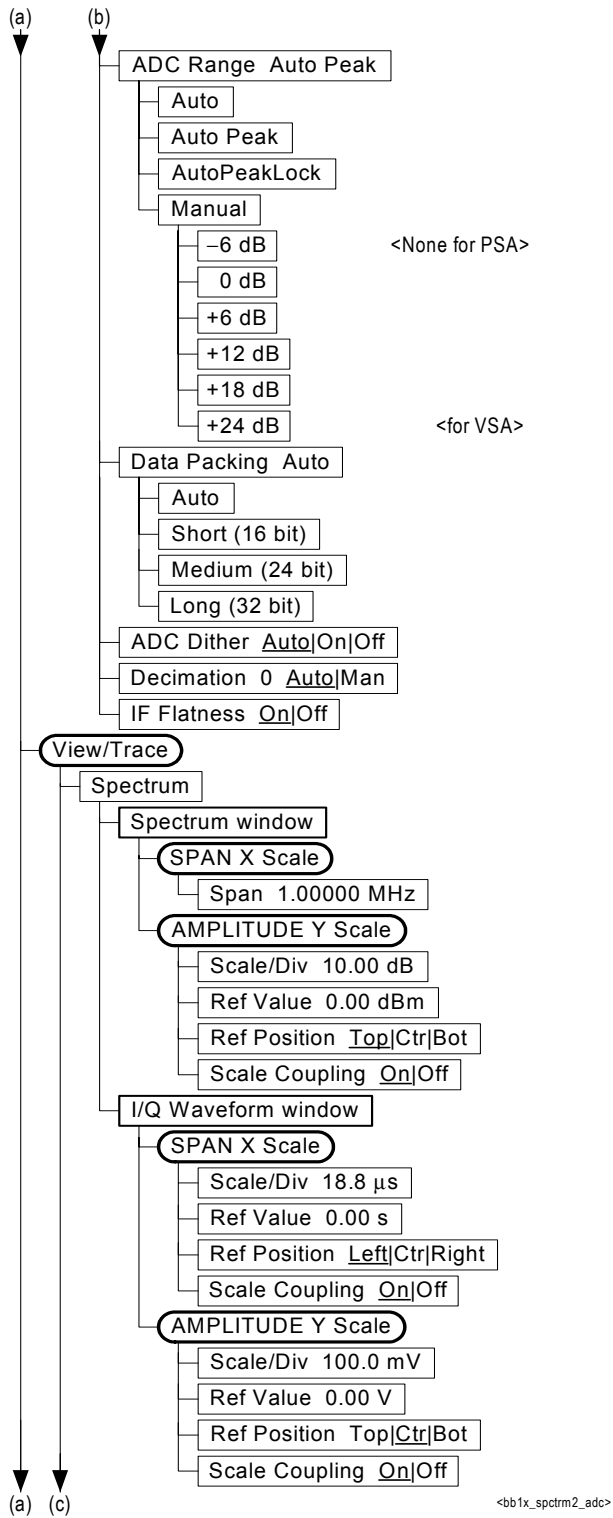 (a) (b)
ADC Range Auto Peak
Auto
Auto Peak
AutoPeakLock
Manual
–6 dB <None for PSA>
0 dB
+6 dB
+12 dB
+18 dB
+24 dB <for VSA>
Data Packing Auto
Auto
Short (16 bit)
Medium (24 bit)
Long (32 bit)
ADC Dither Auto|On|Off
Decimation 0 Auto|Man
IF Flatness On|Off
View/Trace
Spectrum
Spectrum window
SPAN X Scale
Span 1.00000 MHz
AMPLITUDE Y Scale
Scale/Div 10.00 dB
Ref Value 0.00 dBm
Ref Position Top|Ctr|Bot
Scale Coupling On|Off
I/Q Waveform window
SPAN X Scale
Scale/Div 18.8 μs
Ref Value 0.00 s
Ref Position Left|Ctr|Right
Scale Coupling On|Off
AMPLITUDE Y Scale
Scale/Div 100.0 mV
Ref Value 0.00 V
Ref Position Top|Ctr|Bot
Scale Coupling On|Off
(a) (c) <bb1x_spctrm2_adc>